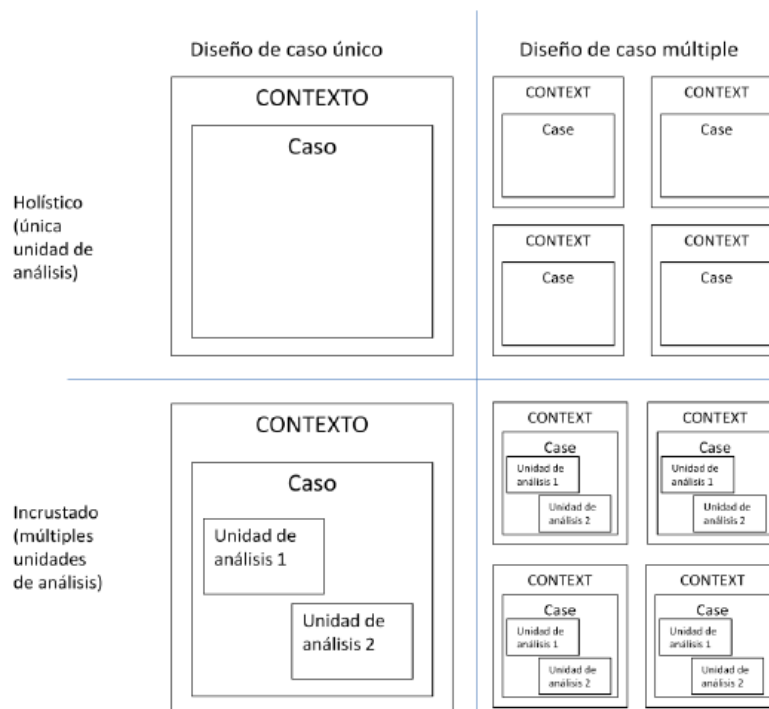 Diseño de caso único
Diseño de caso múltiple
CONTEXTO
Caso
CONTEXT
Case
CONTEXT
Case
CONTEXT
Case
CONTEXT
Case
Holístico
(única
unidad de
análisis)
Incrustado
(múltiples
unidades
de análisis)
CONTEXTO
Caso
Unidad de
análisis 1
Unidad de
análisis 2
CONTEXT
Case
Unidad de
análisis 1
Unidad de
análisis 2
CONTEXT
Case
Unidad de
análisis 1
Unidad de
análisis 2
CONTEXT
Case
Unidad de
análisis 1
Unidad de
análisis 2
CONTEXT
Case
Unidad de
análisis 1
Unidad de
análisis 2